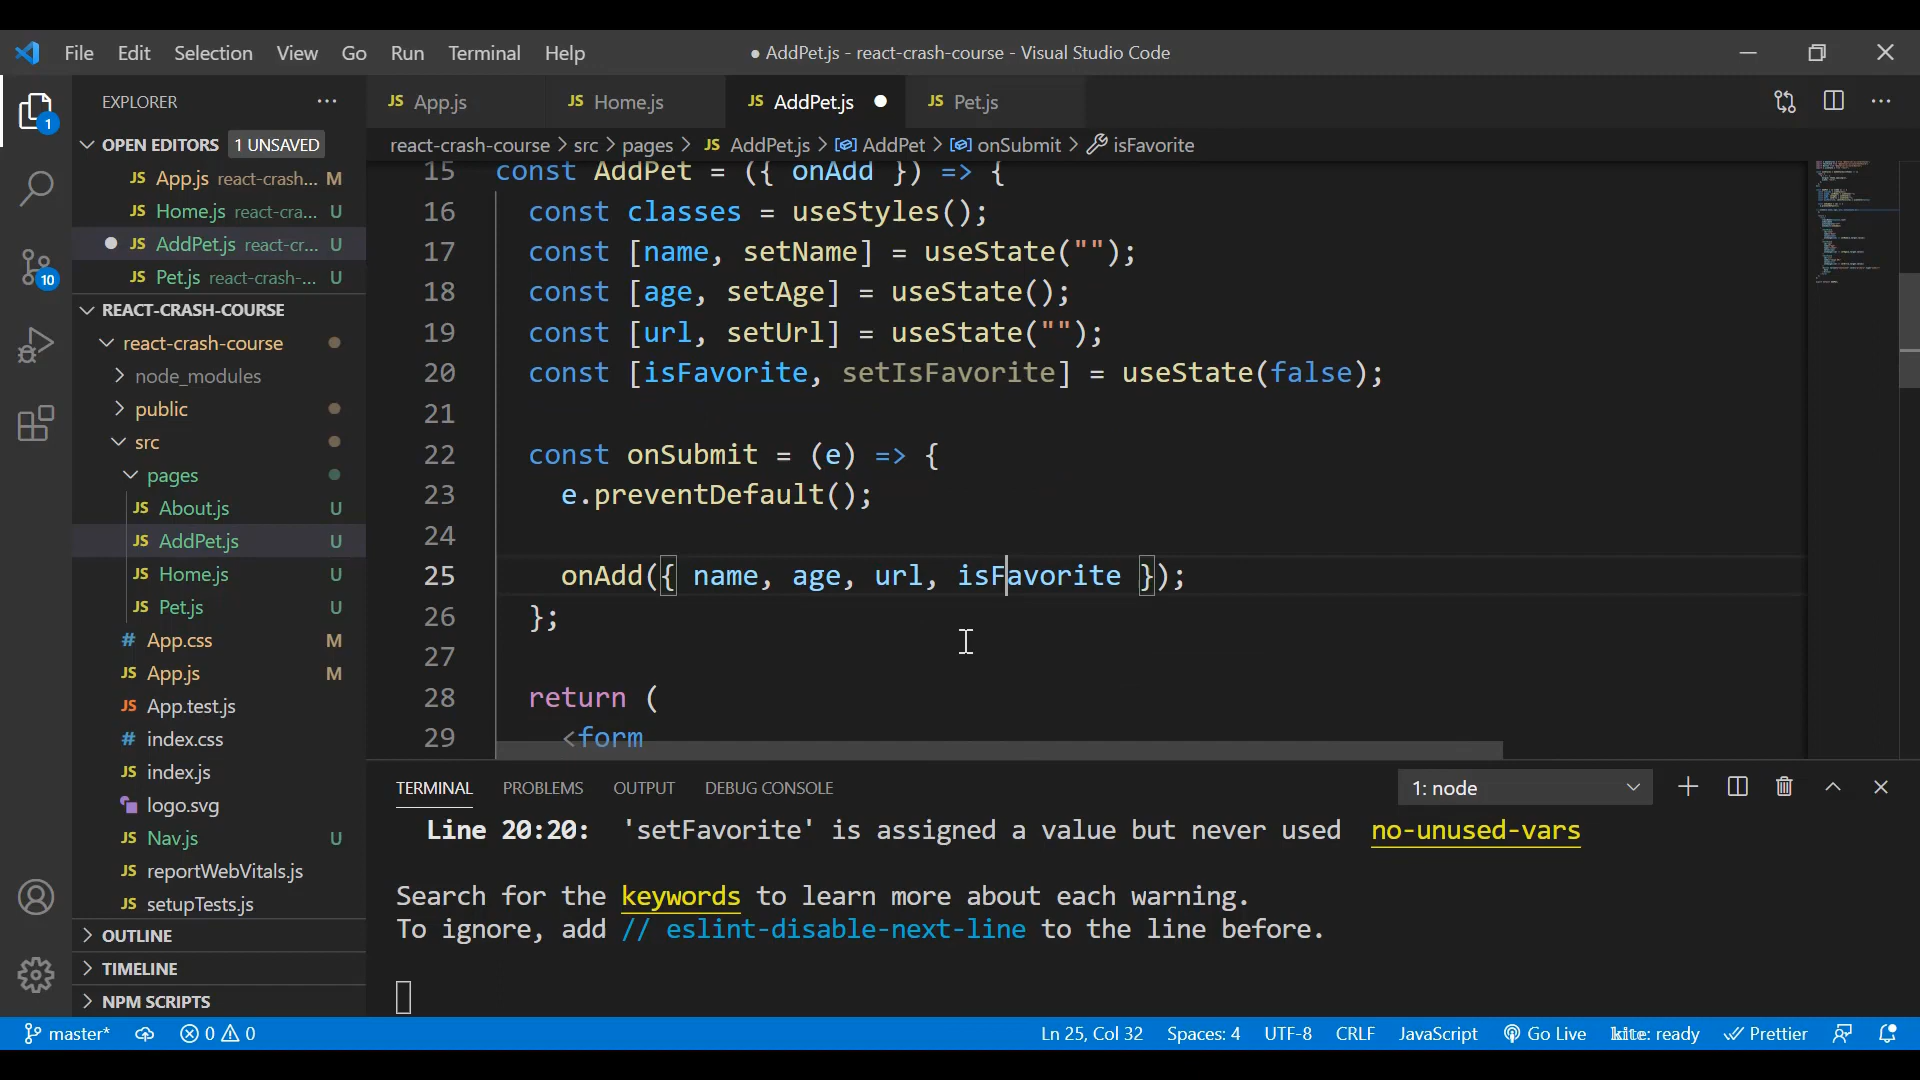 File Edit Selection View Go Run Terminal Help ● AddPet.js - react-crash-course - Visual Studio Code
EXPLORER ...
JS App.js JS Home.js JS AddPet.js ● JS Pet.js
OPEN EDITORS 1 UNSAVED
JS App.js react-crash... M
JS Home.js react-cra... U
● JS AddPet.js react-cr... U
JS Pet.js react-crash-... U
REACT-CRASH-COURSE
react-crash-course
node_modules
public
src
pages
JS About.js U
JS AddPet.js U
JS Home.js U
JS Pet.js U
# App.css M
JS App.js M
JS App.test.js
# index.css
JS index.js
logo.svg
JS Nav.js U
JS reportWebVitals.js
JS setupTests.js
OUTLINE
TIMELINE
NPM SCRIPTS
1
10
react-crash-course > src > pages > JS AddPet.js > AddPet > onSubmit > isFavorite
15 const AddPet = ({ onAdd }) => {
16 const classes = useStyles();
17 const [name, setName] = useState("");
18 const [age, setAge] = useState();
19 const [url, setUrl] = useState("");
20 const [isFavorite, setIsFavorite] = useState(false);
21
22 const onSubmit = (e) => {
23 e.preventDefault();
24
25 onAdd({ name, age, url, isFavorite });
26 };
27
28 return (
29 <form
TERMINAL PROBLEMS OUTPUT DEBUG CONSOLE 1: node
Line 20:20: 'setFavorite' is assigned a value but never used no-unused-vars
Search for the keywords to learn more about each warning.
To ignore, add // eslint-disable-next-line to the line before.
master* 0 0 Ln 25, Col 32 Spaces: 4 UTF-8 CRLF JavaScript Go Live kite: ready Prettier